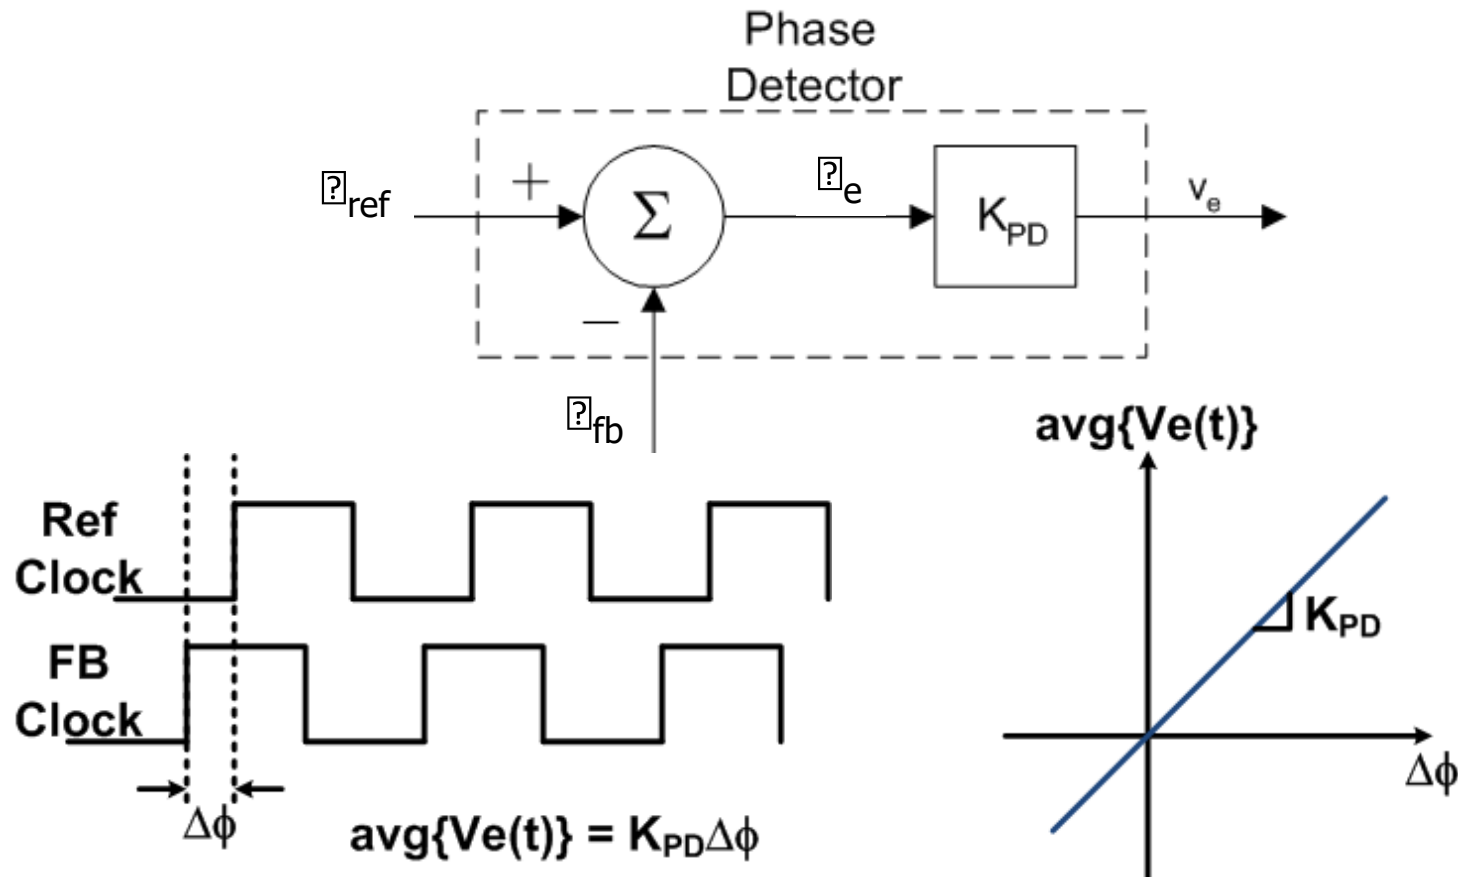 Phase
Detector
+
⍰ref
Σ
⍰e
KPD
ve
−
⍰fb
avg{Ve(t)}
Ref
Clock
KPD
FB
Clock
Δϕ
Δϕ
avg{Ve(t)} = KPDΔϕ